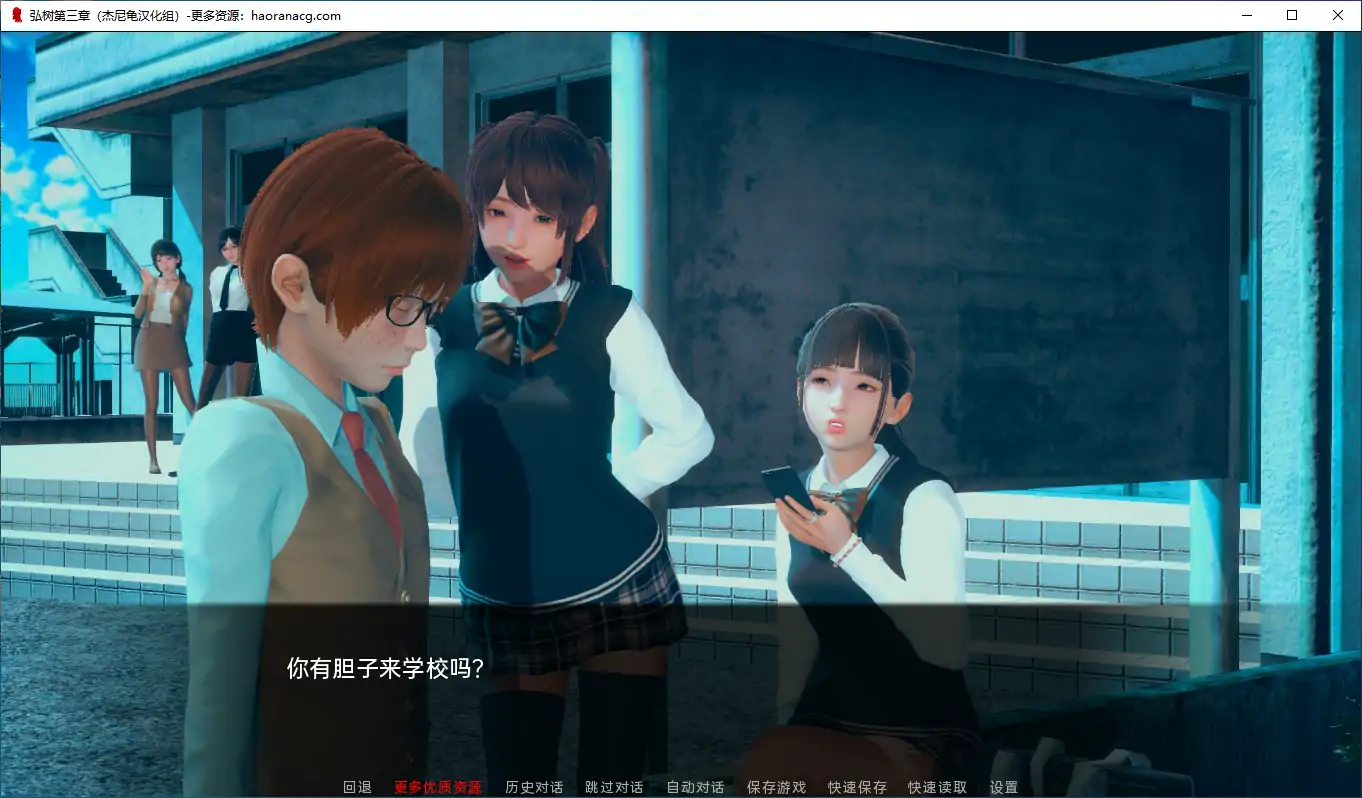 弘树第三章（杰尼龟汉化组）-更多资源：haoranacg.com
你有胆子来学校吗？
回退 更多优质资源 历史对话 跳过对话 自动对话 保存游戏 快速保存 快速读取 设置